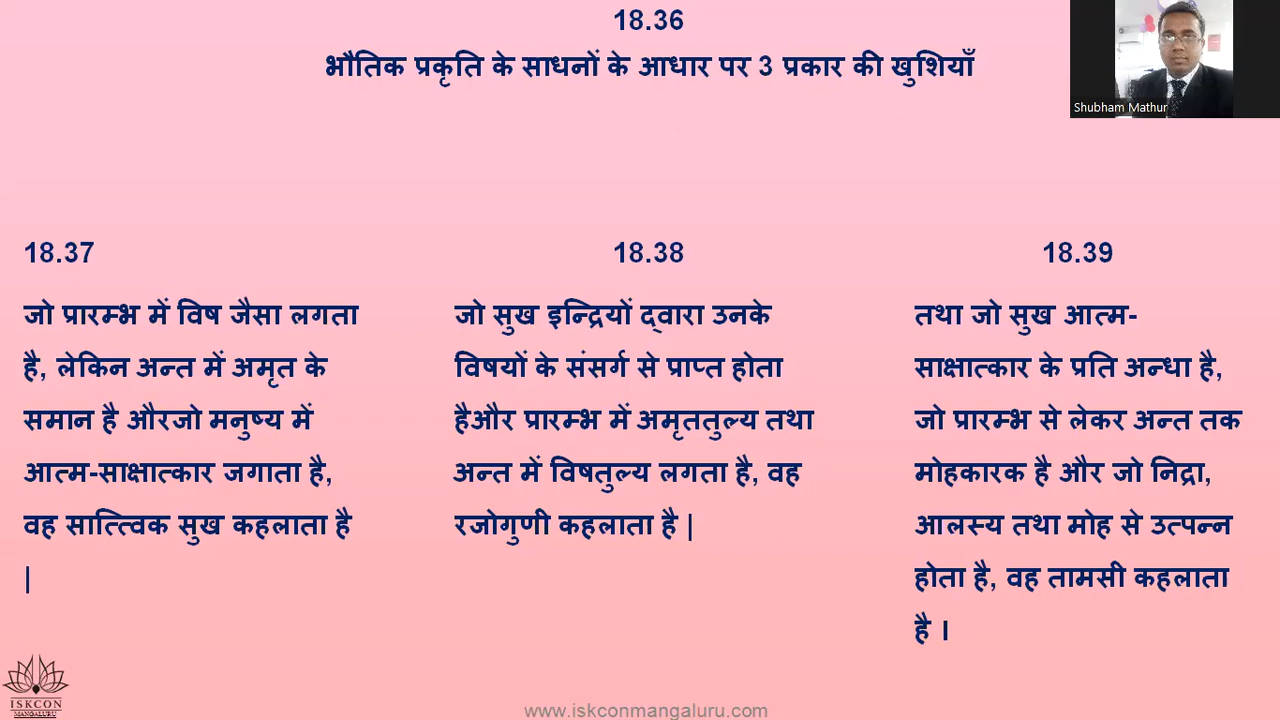 18.36
भौतिक प्रकृति के साधनों के आधार पर 3 प्रकार की खुशियाँ
Shubham Mathur
18.37
जो प्रारम्भ में विष जैसा लगता
है, लेकिन अन्त में अमृत के
समान है औरजो मनुष्य में
आत्म-साक्षात्कार जगाता है,
वह सात्त्विक सुख कहलाता है
|
18.38
जो सुख इन्द्रियों द्वारा उनके
विषयों के संसर्ग से प्राप्त होता
हैऔर प्रारम्भ में अमृततुल्य तथा
अन्त में विषतुल्य लगता है, वह
रजोगुणी कहलाता है |
18.39
तथा जो सुख आत्म-
साक्षात्कार के प्रति अन्धा है,
जो प्रारम्भ से लेकर अन्त तक
मोहकारक है और जो निद्रा,
आलस्य तथा मोह से उत्पन्न
होता है, वह तामसी कहलाता
है ।
ISKCON
MANGALURU
www.iskconmangaluru.com